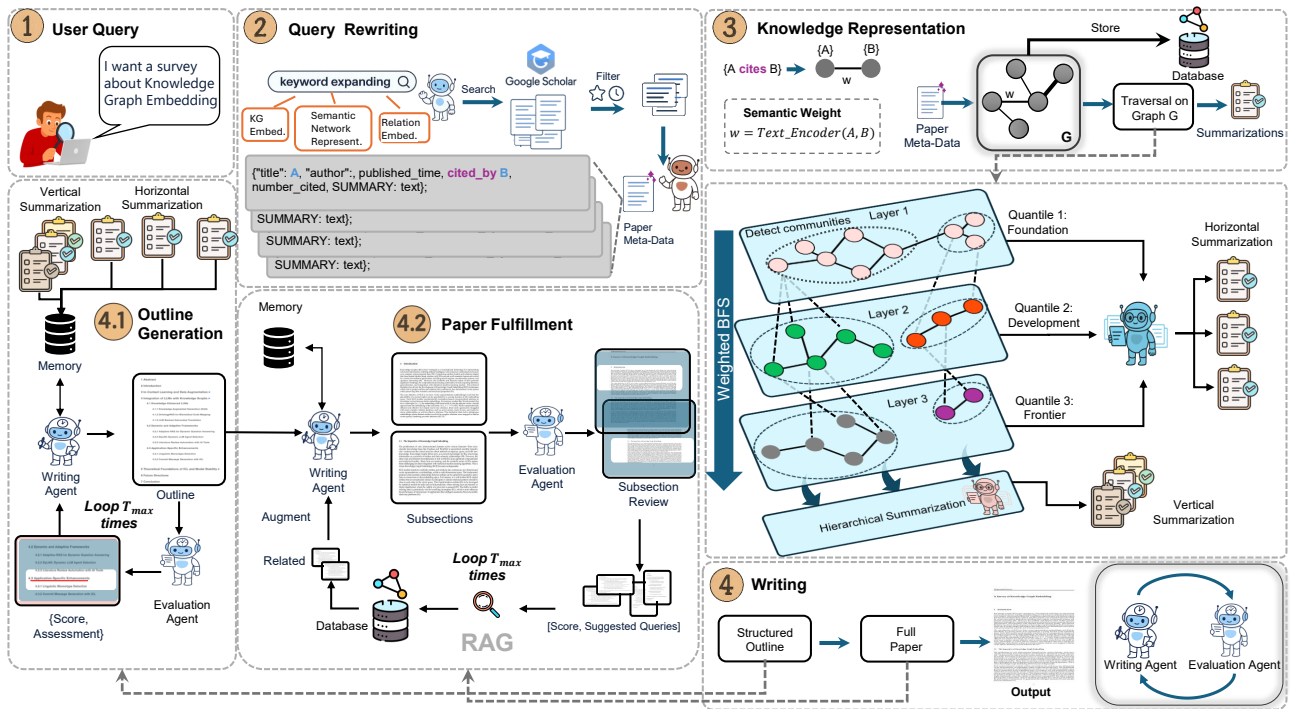 1
User Query
I want a survey
about Knowledge
Graph Embedding
2
Query Rewriting
keyword expanding
KG
Embed.
Semantic
Network
Represent.
Relation
Embed.
Search
Google Scholar
Filter
{"title": A, "author":, published_time, cited_by B,
number_cited, SUMMARY: text};
SUMMARY: text};
SUMMARY: text};
SUMMARY: text};
Paper
Meta-Data
3
Knowledge Representation
{A cites B}
{A}
{B}
w
Semantic Weight
w = Text_Encoder(A, B)
Paper
Meta-Data
w
G
Store
Database
Traversal on
Graph G
Summarizations
Weighted BFS
Detect communities
Layer 1
Layer 2
Layer 3
Hierarchical Summarization
Quantile 1:
Foundation
Quantile 2:
Development
Quantile 3:
Frontier
Horizontal
Summarization
Vertical
Summarization
Vertical
Summarization
Horizontal
Summarization
4.1
Outline
Generation
Memory
Writing
Agent
Outline
Loop Tmax
times
{Score,
Assessment}
Evaluation
Agent
4.2
Paper Fulfillment
Memory
Writing
Agent
Subsections
Evaluation
Agent
Subsection
Review
Augment
Related
Database
Loop Tmax
times
[Score, Suggested Queries]
RAG
4
Writing
Structured
Outline
Full
Paper
Output
Writing Agent
Evaluation Agent